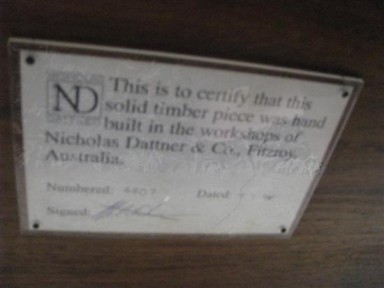 ND
This is to certify that this
solid timber piece was hand
built in the workshops of
Nicholas Dattner & Co., Fitzroy,
Australia.
Numbered: 4407 Dated:
Signed: